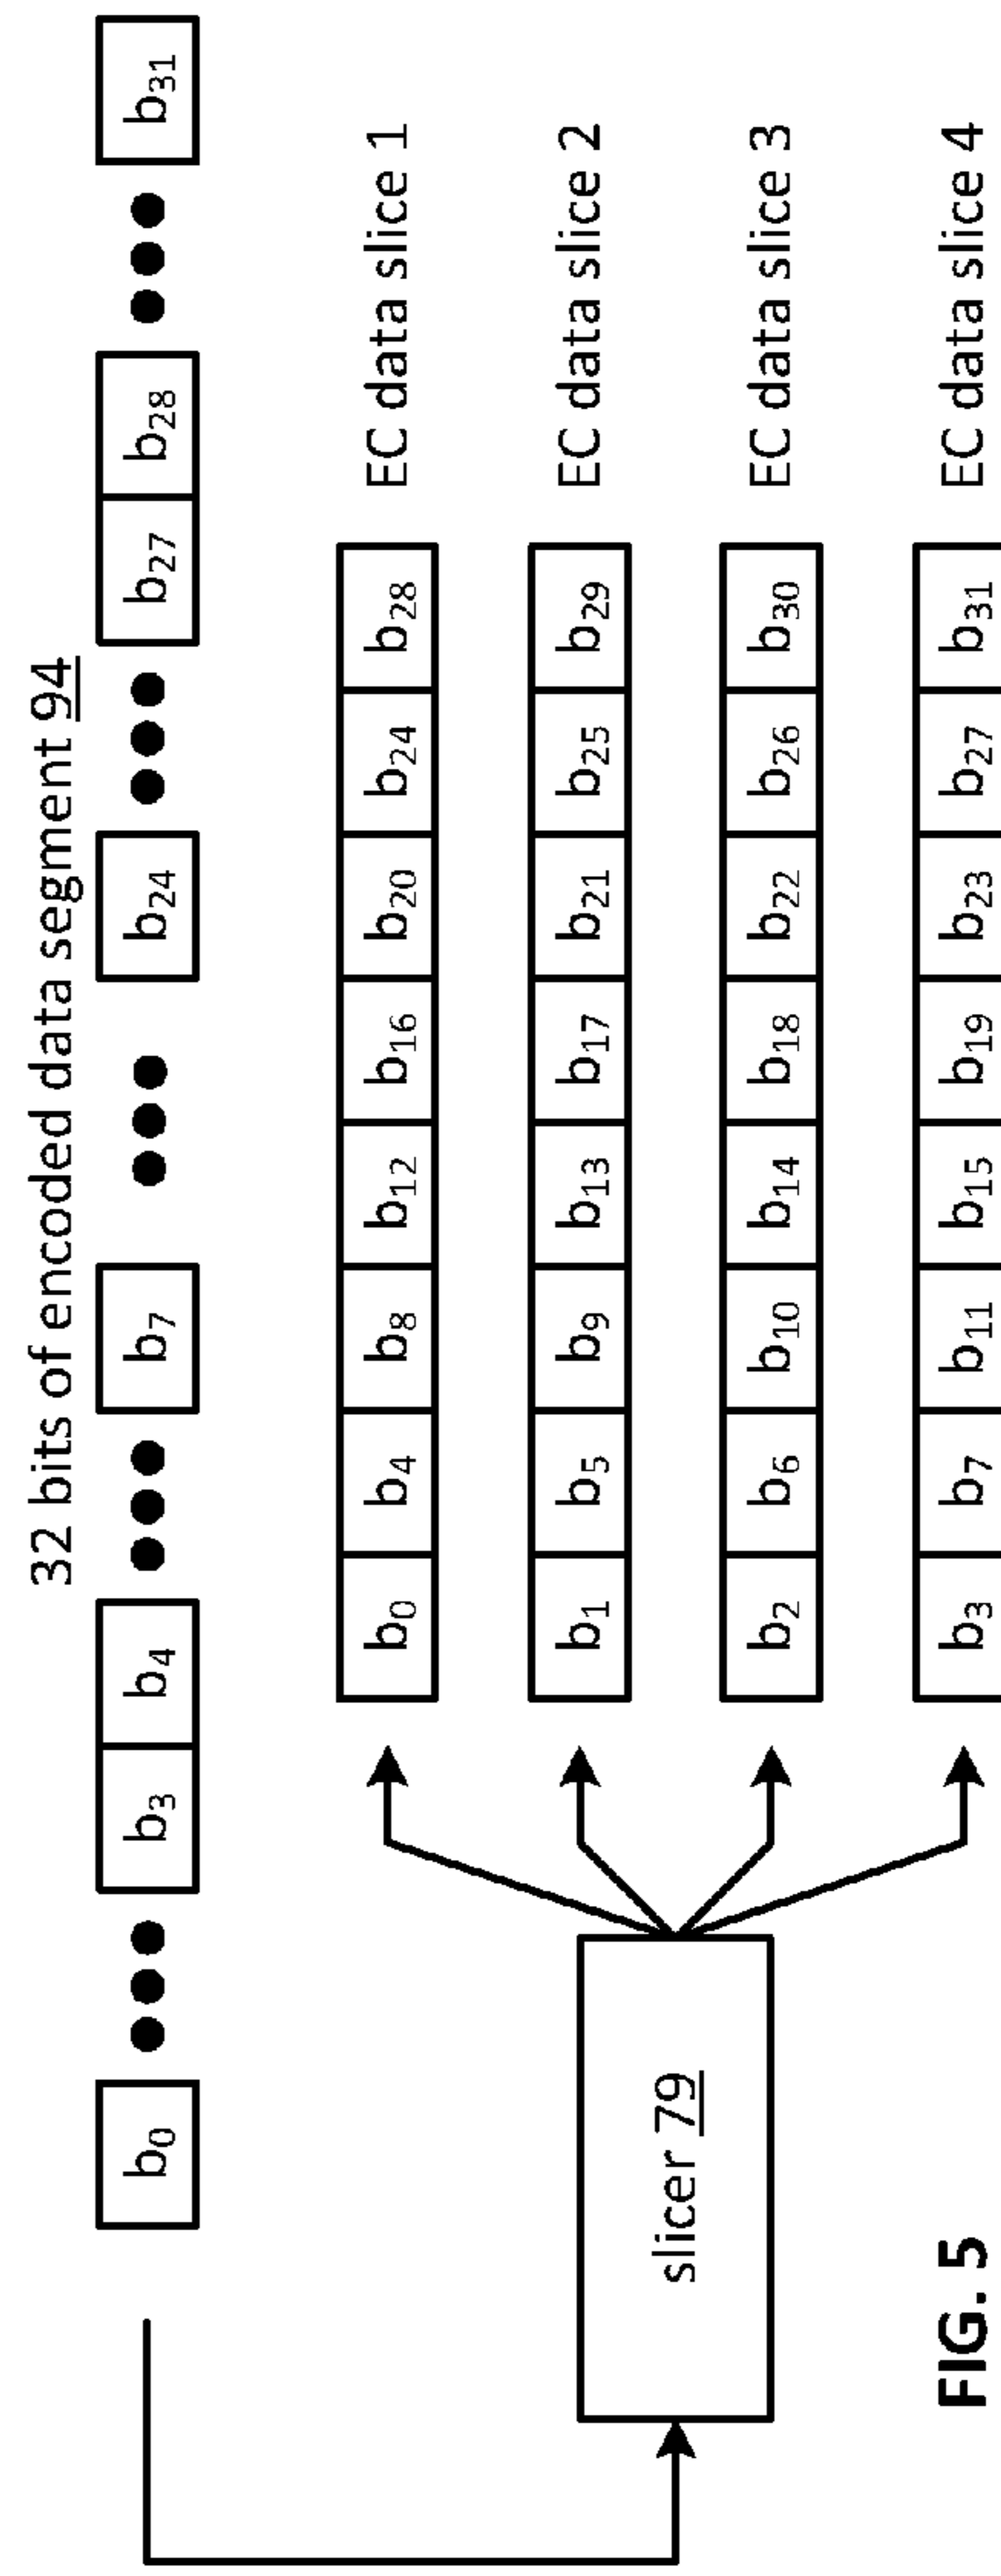 32 bits of encoded data segment 94
b0 b3 b4 b7 b24 b27 b28 b31
b0 b4 b8 b12 b16 b20 b24 b28 EC data slice 1
b1 b5 b9 b13 b17 b21 b25 b29 EC data slice 2
slicer 79
b2 b6 b10 b14 b18 b22 b26 b30 EC data slice 3
b3 b7 b11 b15 b19 b23 b27 b31 EC data slice 4
FIG. 5